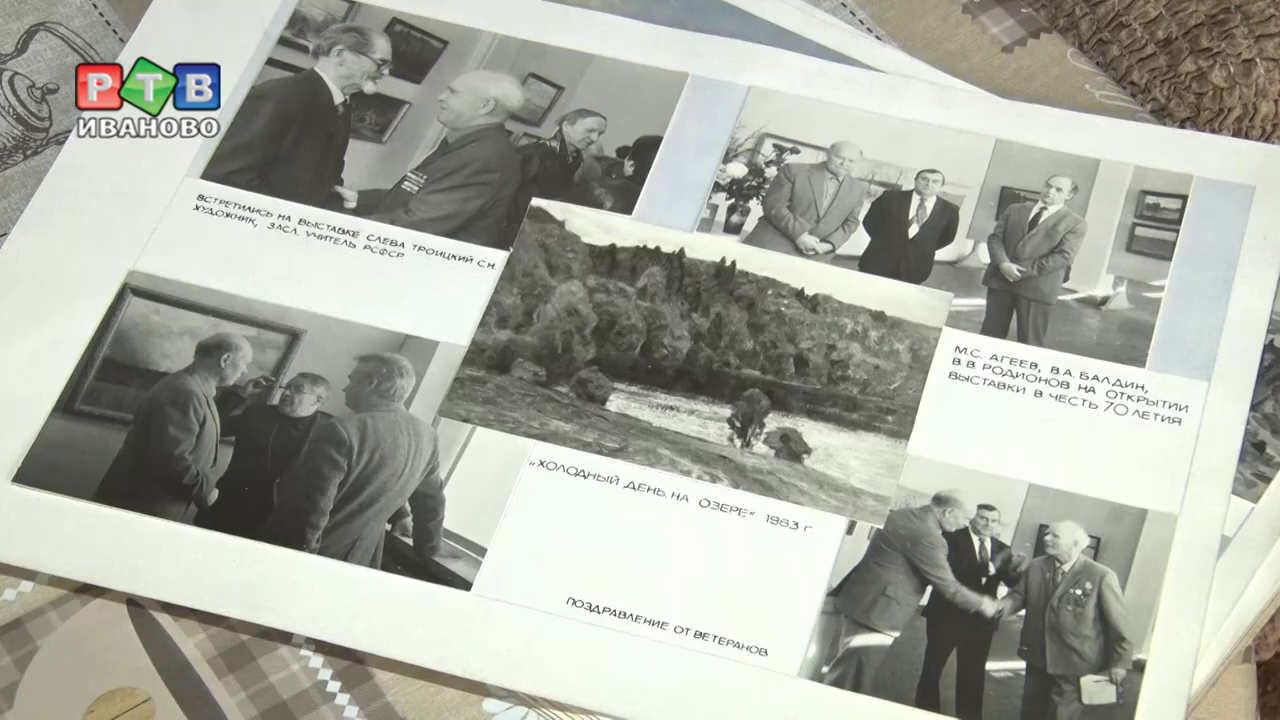 РТВ
ИВАНОВО
ВСТРЕТИЛИСЬ НА ВЫСТАВКЕ СЛЕВА ТРОИЦКИЙ С.Н.
ХУДОЖНИК, ЗАСЛ. УЧИТЕЛЬ РСФСР
М.С. АГЕЕВ, В.А. БАЛДИН,
В.В. РОДИОНОВ НА ОТКРЫТИИ
ВЫСТАВКИ В ЧЕСТЬ 70 ЛЕТИЯ
„ХОЛОДНЫЙ ДЕНЬ НА ОЗЕРЕ" 1983 г.
ПОЗДРАВЛЕНИЕ ОТ ВЕТЕРАНОВ